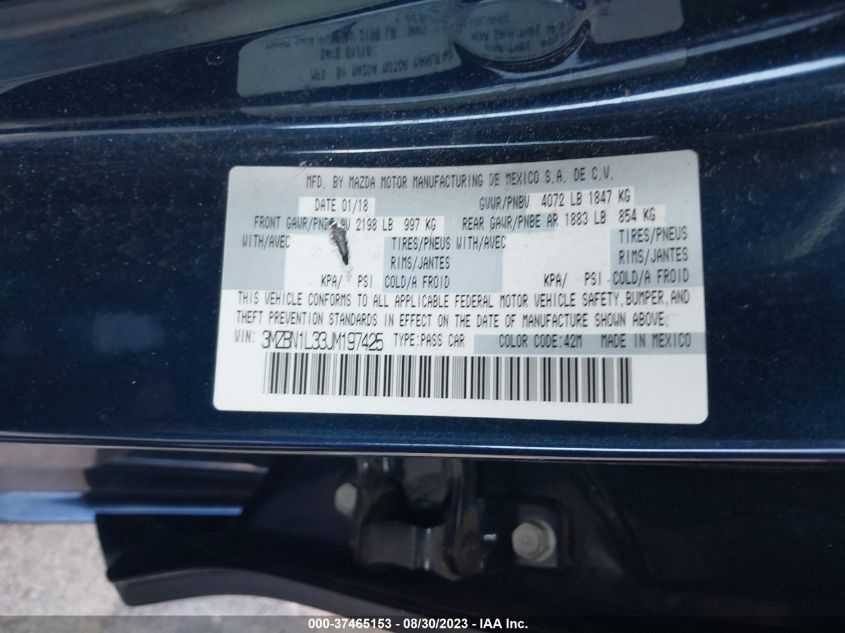 MFD. BY MAZDA MOTOR MANUFACTURING DE MEXICO S.A. DE C.V.
DATE 01/18 GVWR/PNBV 4072 LB 1847 KG
FRONT GAWR/PNBE AV 2198 LB 997 KG REAR GAWR/PNBE AR 1883 LB 854 KG
WITH/AVEC TIRES/PNEUS WITH/AVEC TIRES/PNEUS
RIMS/JANTES RIMS/JANTES
KPA/ PSI COLD/A FROID KPA/ PSI COLD/A FROID
THIS VEHICLE CONFORMS TO ALL APPLICABLE FEDERAL MOTOR VEHICLE SAFETY, BUMPER, AND
THEFT PREVENTION STANDARDS IN EFFECT ON THE DATE OF MANUFACTURE SHOWN ABOVE.
VIN: 3MZBN1L33JM197425 TYPE:PASS CAR COLOR CODE:42M MADE IN MEXICO
000-37465153 - 08/30/2023 - IAA Inc.